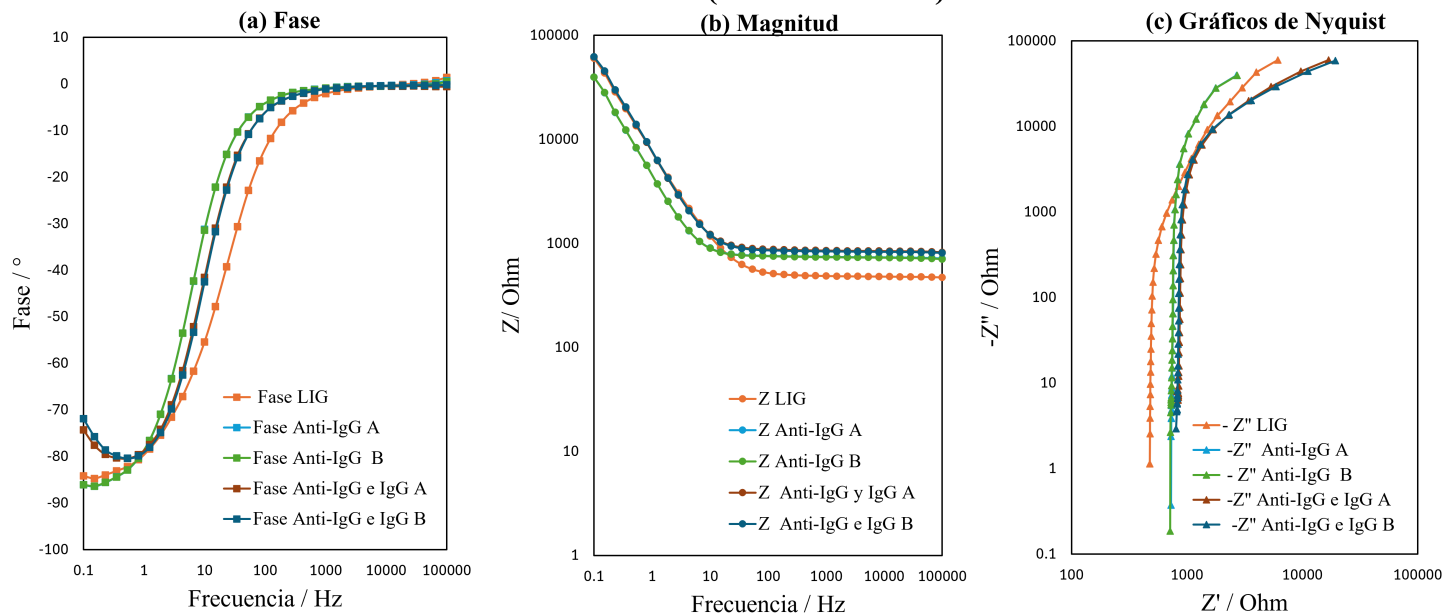 (a) Fase
10
0
-10
-20
-30
-40
-50
-60
-70
-80
-90
-100
Fase / °
0.1 1 10 100 1000 10000 100000
Frecuencia / Hz
Fase LIG
Fase Anti-IgG A
Fase Anti-IgG B
Fase Anti-IgG e IgG A
Fase Anti-IgG e IgG B
(b) Magnitud
100000
10000
1000
100
10
1
Z/ Ohm
0.1 1 10 100 1000 10000 100000
Frecuencia / Hz
Z LIG
Z Anti-IgG A
Z Anti-IgG B
Z Anti-IgG y IgG A
Z Anti-IgG e IgG B
(c) Gráficos de Nyquist
100000
10000
1000
100
10
1
0.1
-Z" / Ohm
100 1000 10000 100000
Z' / Ohm
- Z" LIG
-Z" Anti-IgG A
- Z" Anti-IgG B
-Z" Anti-IgG e IgG A
-Z" Anti-IgG e IgG B